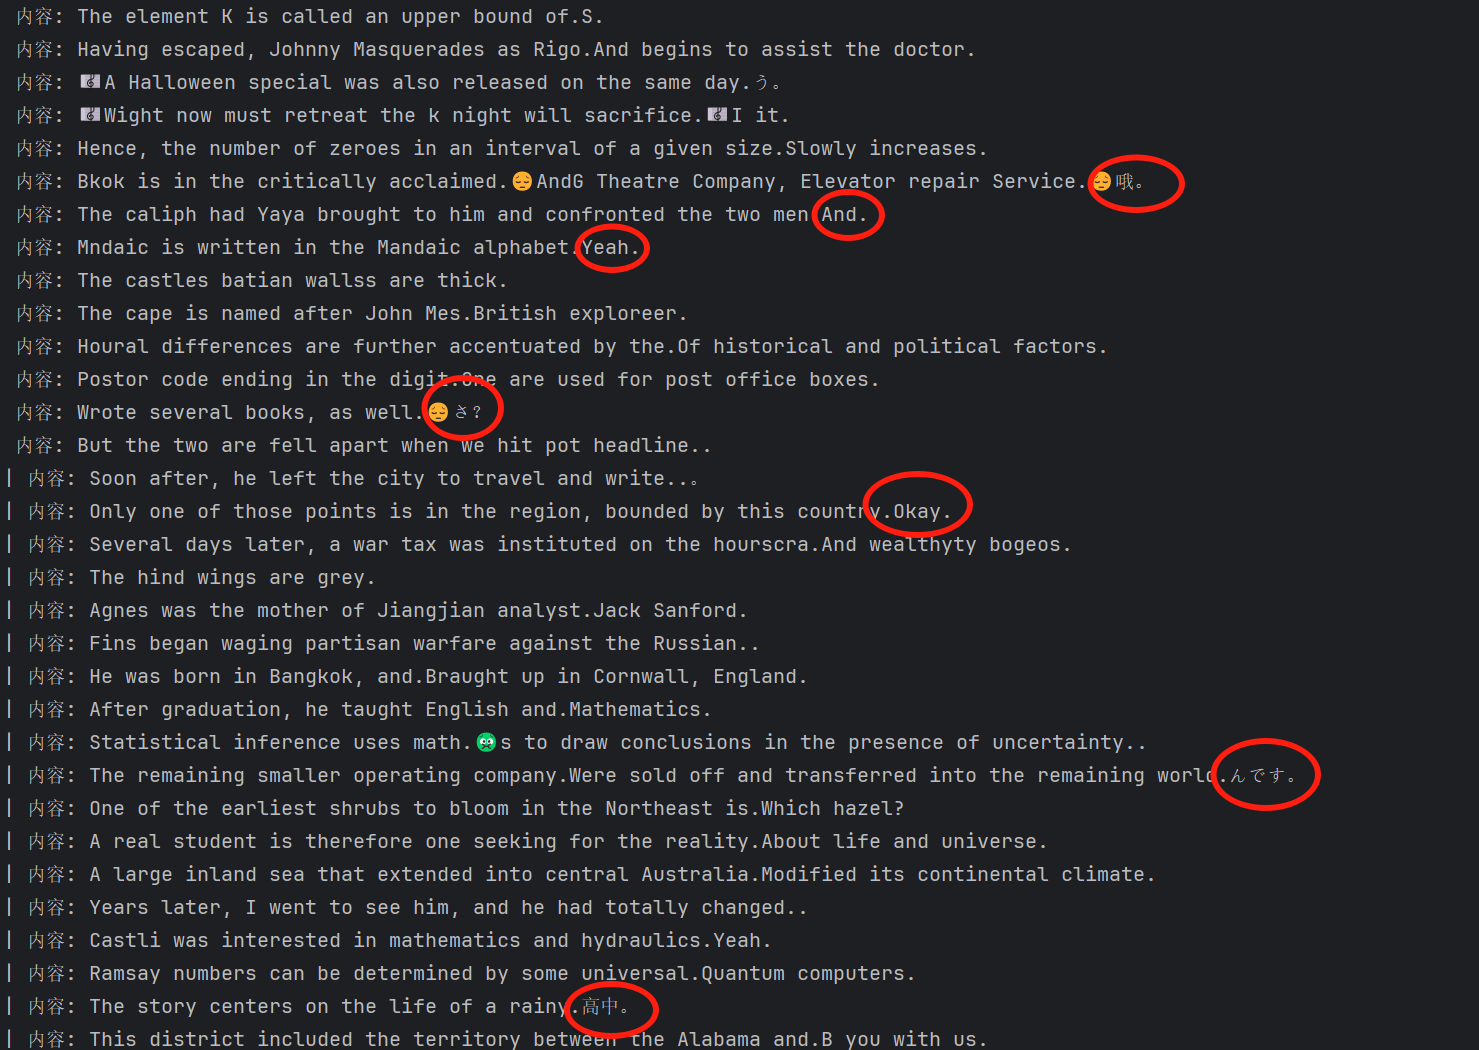 内容: The element K is called an upper bound of.S.
内容: Having escaped, Johnny Masquerades as Rigo.And begins to assist the doctor.
内容: 🎼A Halloween special was also released on the same day.う。
内容: 🎼Wight now must retreat the k night will sacrifice.🎼I it.
内容: Hence, the number of zeroes in an interval of a given size.Slowly increases.
内容: Bkok is in the critically acclaimed.😔AndG Theatre Company, Elevator repair Service.😔哦。
内容: The caliph had Yaya brought to him and confronted the two men And.
内容: Mndaic is written in the Mandaic alphabet.Yeah.
内容: The castles batian wallss are thick.
内容: The cape is named after John Mes.British exploreer.
内容: Houral differences are further accentuated by the.Of historical and political factors.
内容: Postor code ending in the digit.One are used for post office boxes.
内容: Wrote several books, as well.😔さ?
内容: But the two are fell apart when we hit pot headline..
| 内容: Soon after, he left the city to travel and write..。
| 内容: Only one of those points is in the region, bounded by this country.Okay.
| 内容: Several days later, a war tax was instituted on the hourscra.And wealthyty bogeos.
| 内容: The hind wings are grey.
| 内容: Agnes was the mother of Jiangjian analyst.Jack Sanford.
| 内容: Fins began waging partisan warfare against the Russian..
| 内容: He was born in Bangkok, and.Braught up in Cornwall, England.
| 内容: After graduation, he taught English and.Mathematics.
| 内容: Statistical inference uses math.🤢s to draw conclusions in the presence of uncertainty..
| 内容: The remaining smaller operating company.Were sold off and transferred into the remaining world.んです。
| 内容: One of the earliest shrubs to bloom in the Northeast is.Which hazel?
| 内容: A real student is therefore one seeking for the reality.About life and universe.
| 内容: A large inland sea that extended into central Australia.Modified its continental climate.
| 内容: Years later, I went to see him, and he had totally changed..
| 内容: Castli was interested in mathematics and hydraulics.Yeah.
| 内容: Ramsay numbers can be determined by some universal.Quantum computers.
| 内容: The story centers on the life of a rainy.高中。
| 内容: This district included the territory between the Alabama and.B you with us.